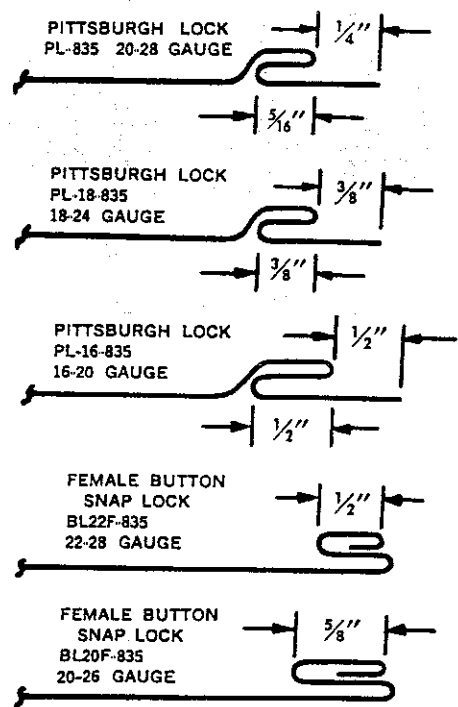 PITTSBURGH LOCK
PL-835 20-28 GAUGE
1/4"
5/16"
PITTSBURGH LOCK
PL-18-835
18-24 GAUGE
3/8"
3/8"
PITTSBURGH LOCK
PL-16-835
16-20 GAUGE
1/2"
1/2"
FEMALE BUTTON
SNAP LOCK
BL22F-835
22-28 GAUGE
1/2"
FEMALE BUTTON
SNAP LOCK
BL20F-835
20-26 GAUGE
5/8"